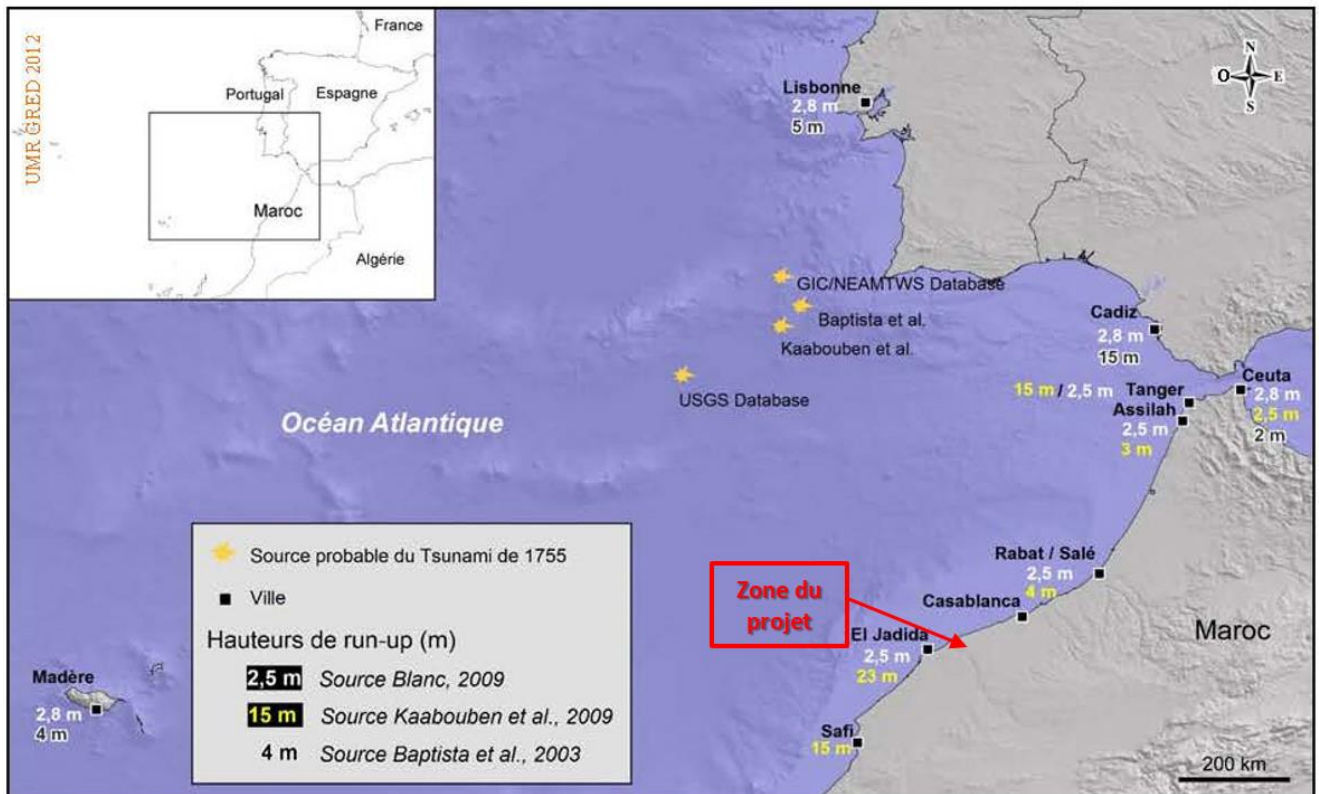 UMR GRED 2012
France
Portugal
Espagne
Maroc
Algérie
N
O
E
S
Lisbonne
2,8 m
5 m
GIC/NEAMTWS Database
Baptista et al.
Kaabouben et al.
USGS Database
Cadiz
2,8 m
15 m
Ceuta
2,8 m
2,5 m
2 m
Tanger
15 m / 2,5 m
Assilah
2,5 m
3 m
Océan Atlantique
Rabat / Salé
2,5 m
4 m
Casablanca
Zone du
projet
El Jadida
2,5 m
23 m
Maroc
Safi
15 m
Madère
2,8 m
4 m
Source probable du Tsunami de 1755
Ville
Hauteurs de run-up (m)
2,5 m Source Blanc, 2009
15 m Source Kaabouben et al., 2009
4 m Source Baptista et al., 2003
200 km